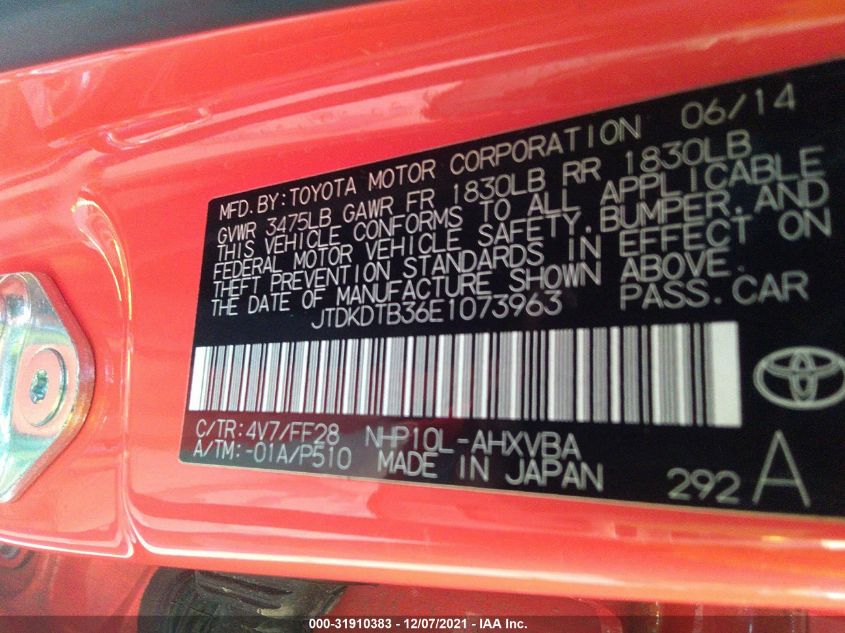 MFD.BY:TOYOTA MOTOR CORPORATION 06/14
GVWR 3475LB GAWR FR 1830LB RR 1830LB
THIS VEHICLE CONFORMS TO ALL APPLICABLE
FEDERAL MOTOR VEHICLE SAFETY,BUMPER,AND
THEFT PREVENTION STANDARDS IN EFFECT ON
THE DATE OF MANUFACTURE SHOWN ABOVE.
JTDKDTB36E1073963 PASS.CAR
C/TR:4V7/FF28 NHP10L-AHXVBA
A/TM:-01A/P510 MADE IN JAPAN 292 A
000-31910383 - 12/07/2021 - IAA Inc.